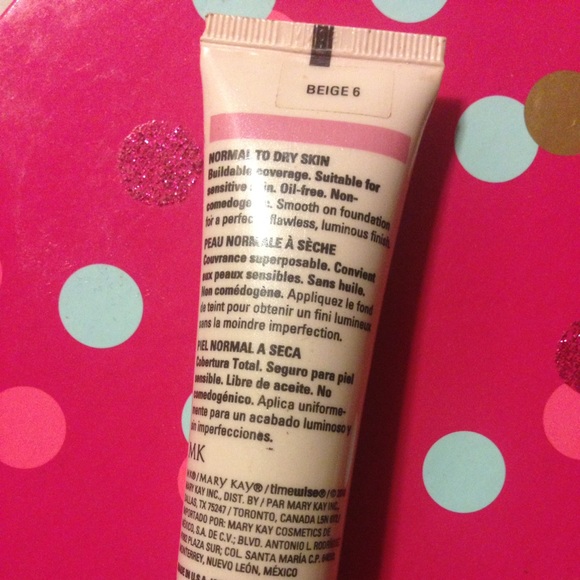 BEIGE 6
NORMAL TO DRY SKIN
Buildable coverage. Suitable for
sensitive skin. Oil-free. Non-
comedogenic. Smooth on foundation
for a perfectly flawless, luminous finish.
PEAU NORMALE À SÈCHE
Couvrance superposable. Convient
aux peaux sensibles. Sans huile.
Non comédogène. Appliquez le fond
de teint pour obtenir un fini lumineux
sans la moindre imperfection.
PIEL NORMAL A SECA
Cobertura Total. Seguro para piel
sensible. Libre de aceite. No
comedogénico. Aplica uniforme-
mente para un acabado luminoso y
sin imperfecciones.
MK
/MARY KAY®/timewise®/©
MARY KAY INC., DIST. BY / PAR MARY KAY INC.,
DALLAS, TX 75247 / TORONTO, CANADA L5N
IMPORTADO POR: MARY KAY COSMETICS DE
MÉXICO, S.A. DE C.V.; BLVD. ANTONIO L.
PLAZA SUR; COL. SANTA MARÍA C.P.
MONTERREY, NUEVO LEÓN, MÉXICO
MADE IN U.S.A.